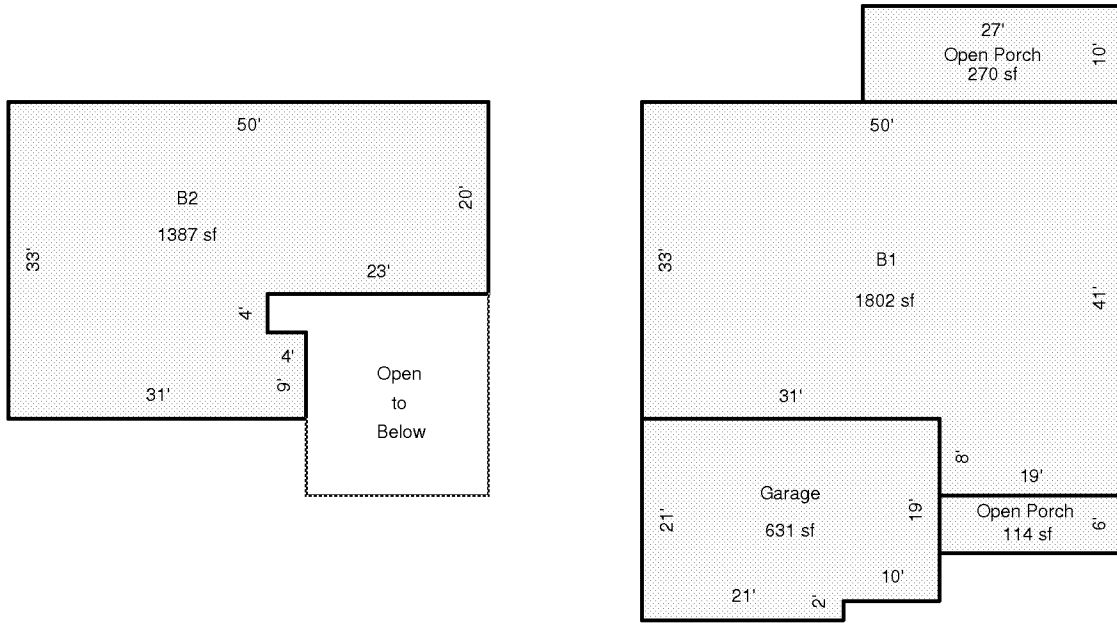 50'
B2
1387 sf
20'
33'
23'
4'
4'
9'
31'
Open
to
Below
27'
Open Porch
270 sf
10'
50'
33'
B1
1802 sf
41'
31'
8'
19'
Garage
631 sf
21'
19'
Open Porch
114 sf
6'
10'
21'
2'